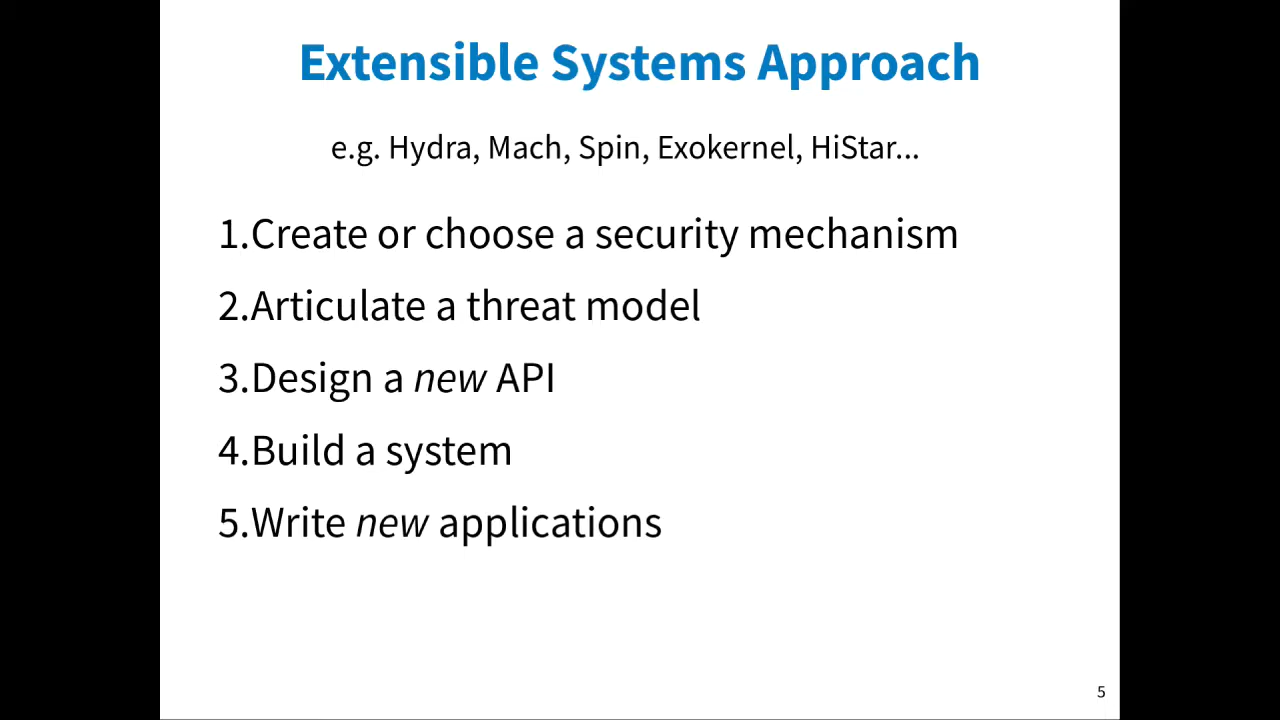 Extensible Systems Approach
e.g. Hydra, Mach, Spin, Exokernel, HiStar...
1.Create or choose a security mechanism
2.Articulate a threat model
3.Design a new API
4.Build a system
5.Write new applications
5